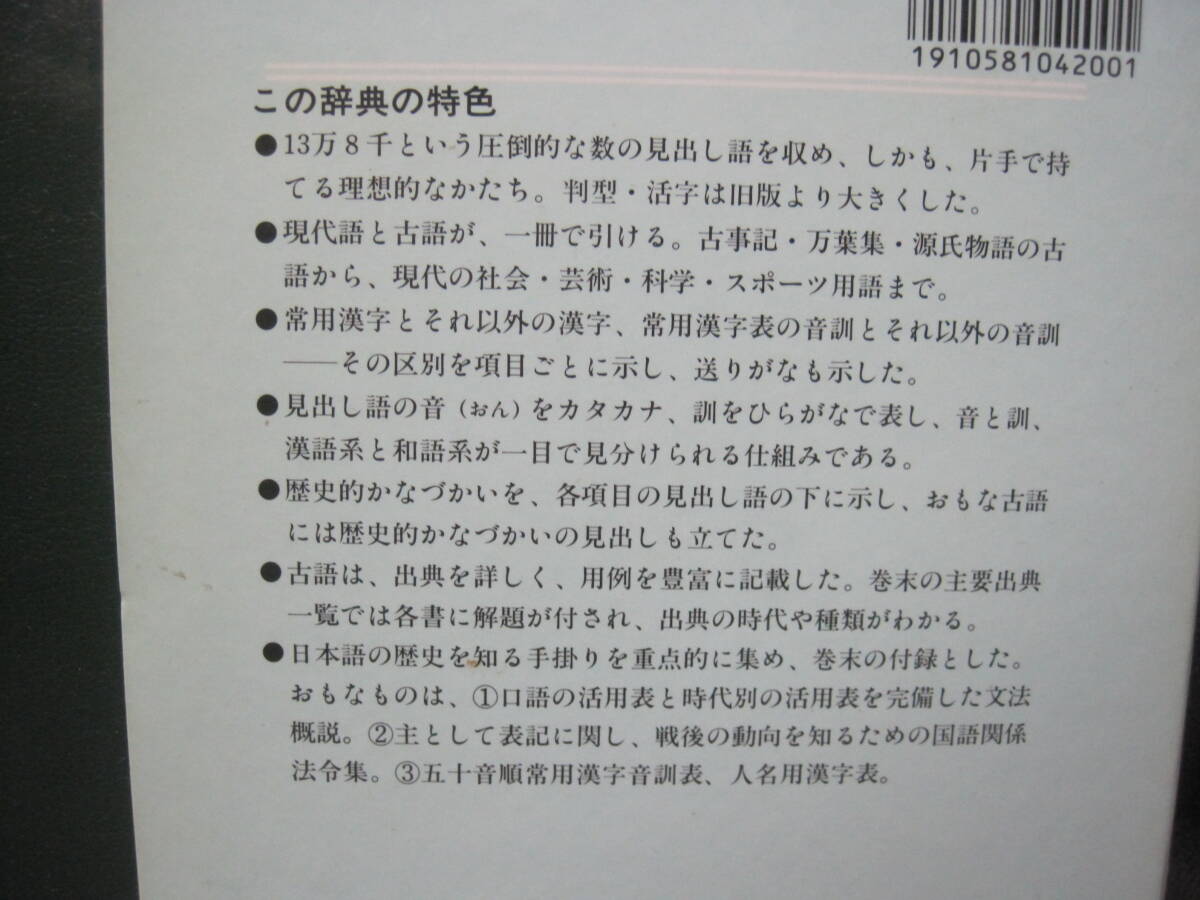 1910581042001
この辞典の特色
●13万8千という圧倒的な数の見出し語を収め、しかも、片手で持
てる理想的なかたち。判型・活字は旧版より大きくした。
●現代語と古語が、一冊で引ける。古事記・万葉集・源氏物語の古
語から、現代の社会・芸術・科学・スポーツ用語まで。
●常用漢字とそれ以外の漢字、常用漢字表の音訓とそれ以外の音訓
――その区別を項目ごとに示し、送りがなも示した。
●見出し語の音（おん）をカタカナ、訓をひらがなで表し、音と訓、
漢語系と和語系が一目で見分けられる仕組みである。
●歴史的かなづかいを、各項目の見出し語の下に示し、おもな古語
には歴史的かなづかいの見出しも立てた。
●古語は、出典を詳しく、用例を豊富に記載した。巻末の主要出典
一覧では各書に解題が付され、出典の時代や種類がわかる。
●日本語の歴史を知る手掛りを重点的に集め、巻末の付録とした。
おもなものは、①口語の活用表と時代別の活用表を完備した文法
概説。②主として表記に関し、戦後の動向を知るための国語関係
法令集。③五十音順常用漢字音訓表、人名用漢字表。